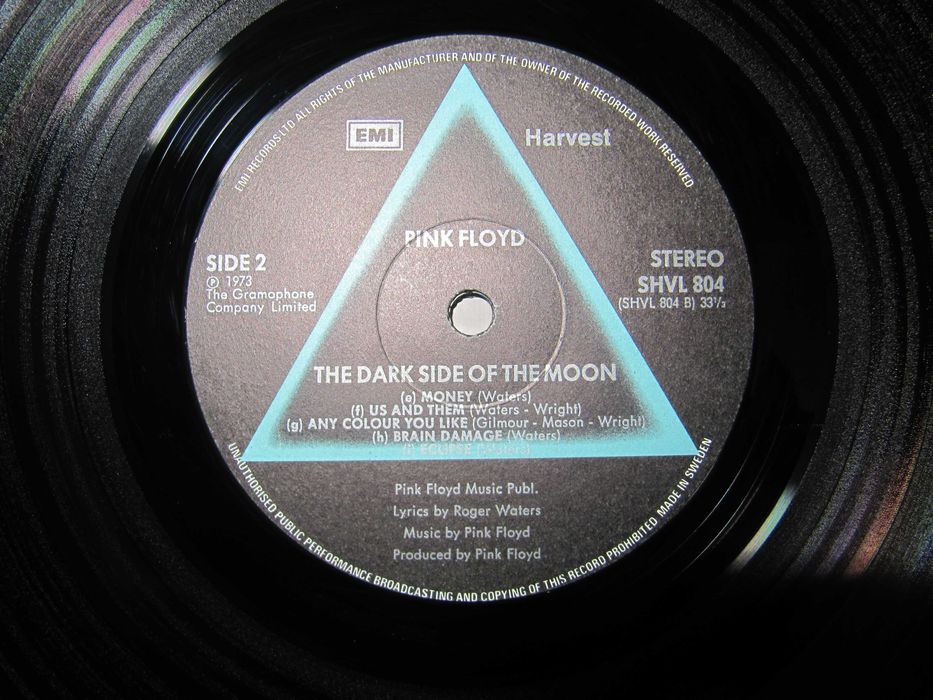 EMI RECORDS LTD ALL RIGHTS OF THE MANUFACTURER AND OF THE OWNER OF THE RECORDED WORK RESERVED
EMI
Harvest
PINK FLOYD
SIDE 2
℗ 1973
The Gramophone
Company Limited
STEREO
SHVL 804
(SHVL 804 B) 33⅓
THE DARK SIDE OF THE MOON
(e) MONEY (Waters)
(f) US AND THEM (Waters - Wright)
(g) ANY COLOUR YOU LIKE (Gilmour - Mason - Wright)
(h) BRAIN DAMAGE (Waters)
(i) ECLIPSE (Waters)
Pink Floyd Music Publ.
Lyrics by Roger Waters
Music by Pink Floyd
Produced by Pink Floyd
UNAUTHORISED PUBLIC PERFORMANCE BROADCASTING AND COPYING OF THIS RECORD PROHIBITED MADE IN SWEDEN